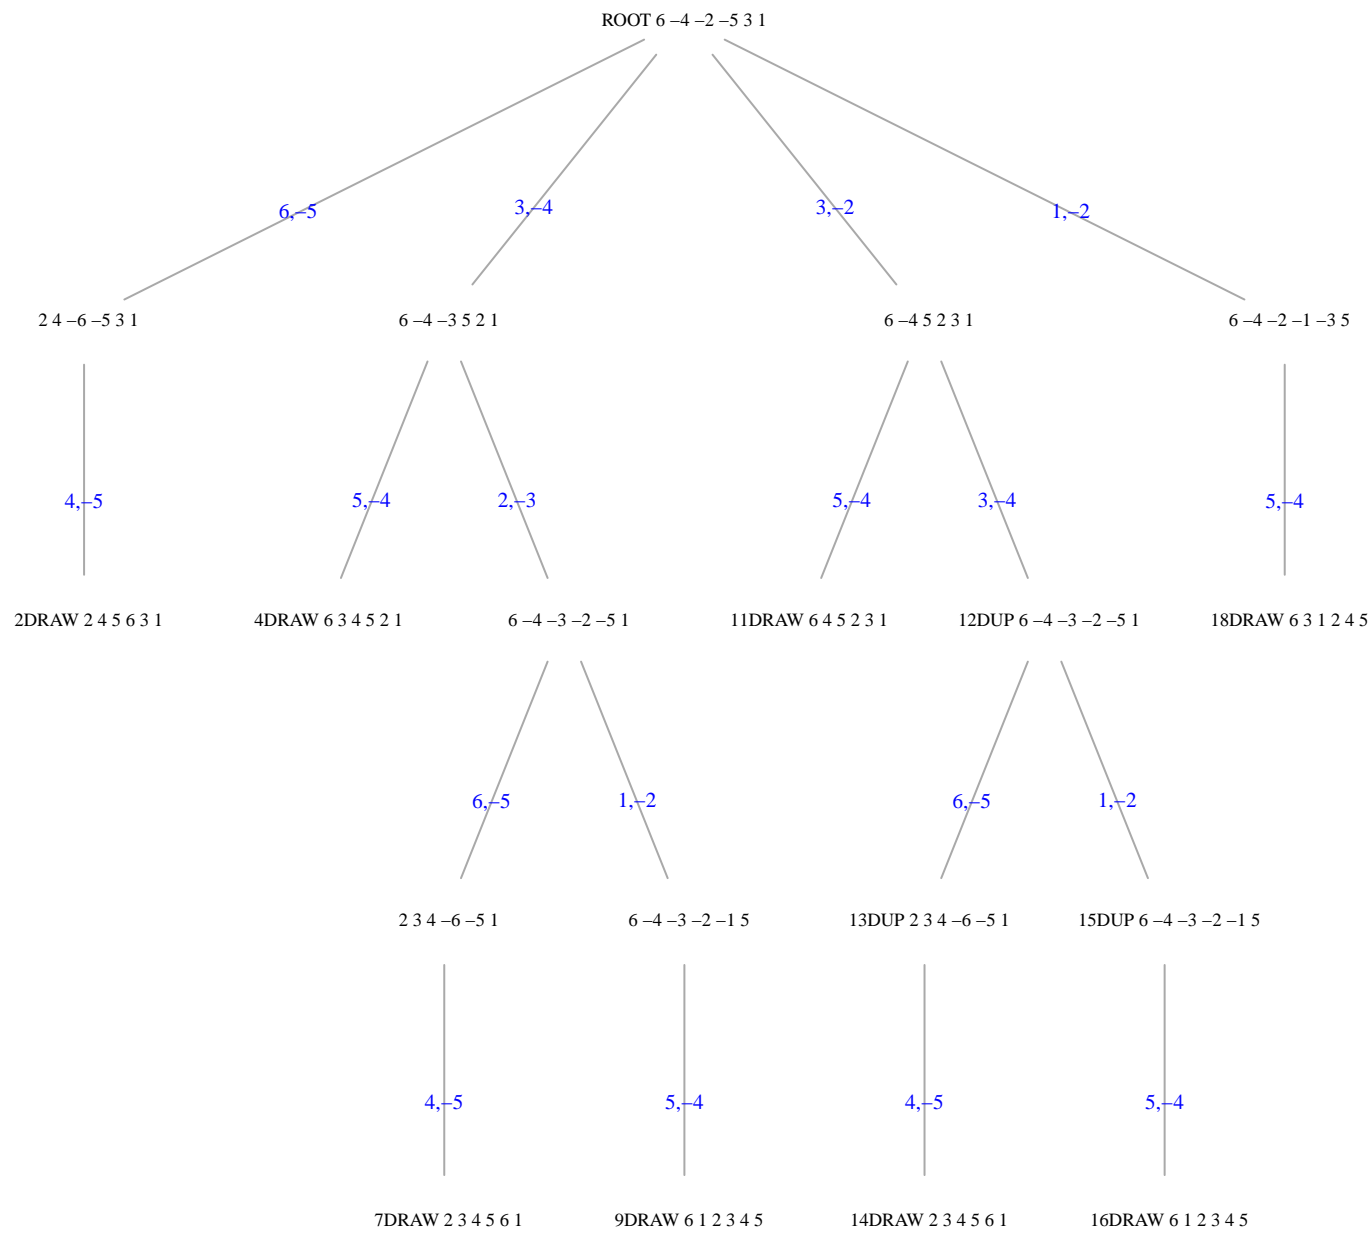 ROOT 6 –4 –2 –5 3 1
6,–5
3,–4
3,–2
1,–2
2 4 –6 –5 3 1
6 –4 –3 5 2 1
6 –4 5 2 3 1
6 –4 –2 –1 –3 5
4,–5
5,–4
2,–3
5,–4
3,–4
5,–4
2DRAW 2 4 5 6 3 1
4DRAW 6 3 4 5 2 1
6 –4 –3 –2 –5 1
11DRAW 6 4 5 2 3 1
12DUP 6 –4 –3 –2 –5 1
18DRAW 6 3 1 2 4 5
6,–5
1,–2
6,–5
1,–2
2 3 4 –6 –5 1
6 –4 –3 –2 –1 5
13DUP 2 3 4 –6 –5 1
15DUP 6 –4 –3 –2 –1 5
4,–5
5,–4
4,–5
5,–4
7DRAW 2 3 4 5 6 1
9DRAW 6 1 2 3 4 5
14DRAW 2 3 4 5 6 1
16DRAW 6 1 2 3 4 5